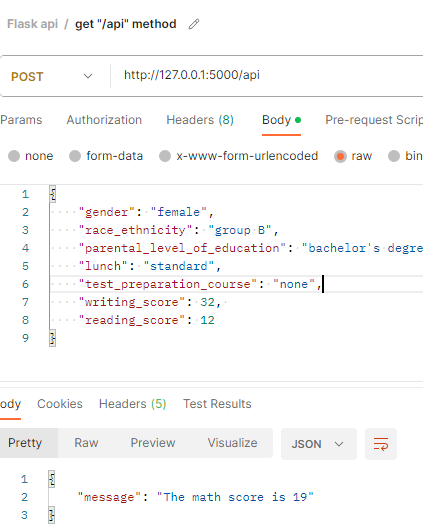 Flask api / get "/api" method
POST http://127.0.0.1:5000/api
Params Authorization Headers (8) Body Pre-request Scrip
none form-data x-www-form-urlencoded raw bin
1 {
2 "gender": "female",
3 "race_ethnicity": "group B",
4 "parental_level_of_education": "bachelor's degre
5 "lunch": "standard",
6 "test_preparation_course": "none",
7 "writing_score": 32,
8 "reading_score": 12
9 }
ody Cookies Headers (5) Test Results
Pretty Raw Preview Visualize JSON
1 {
2 "message": "The math score is 19"
3 }